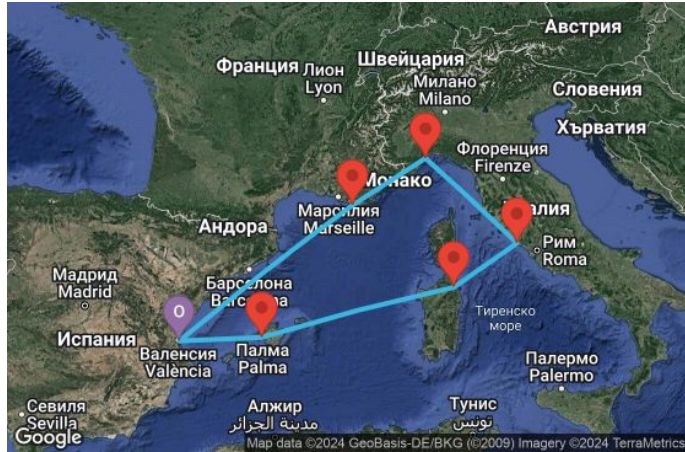 Австрия
Швейцария
Франция
Лион
Lyon
Милано
Milano
Словения
Хърватия
Флоренция
Firenze
Монако
Марсилия
Marseille
Андора
алия
Рим
Roma
Барселона
Barc
na
Мадрид
Madrid
O
Испания
Валенсия
València
Палма
Palma
Тиренско
море
Палермо
Palermo
Севиля
Sevilla
Алжир
مدينة الجزائر
Тунис
تونس
Google
Map data ©2024 GeoBasis-DE/BKG (©2009) Imagery ©2024 TerraMetrics